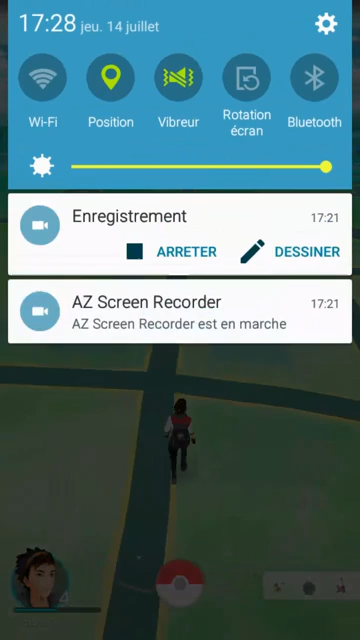 17:28 jeu. 14 juillet
Wi-Fi
Position
Vibreur
Rotation
écran
Bluetooth
Enregistrement 17:21
ARRETER DESSINER
AZ Screen Recorder 17:21
AZ Screen Recorder est en marche
4